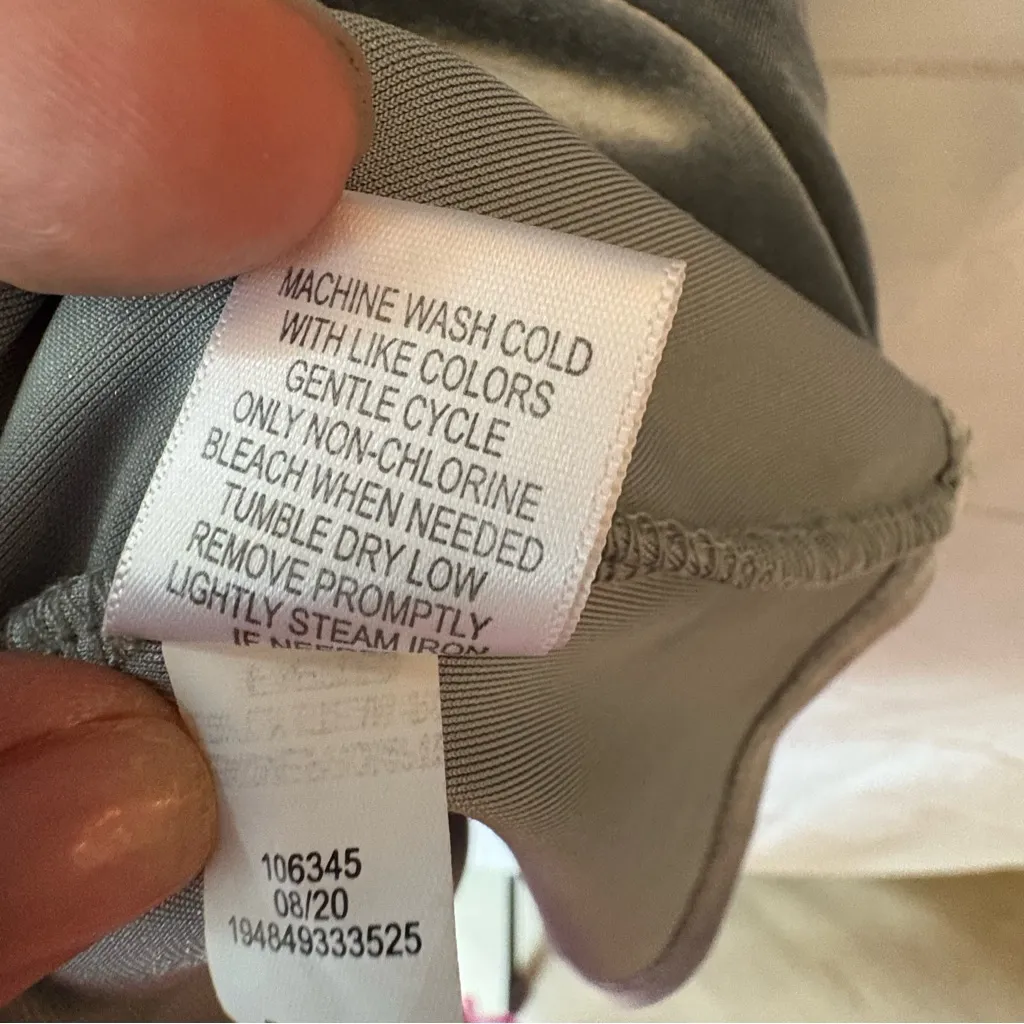 MACHINE WASH COLD
WITH LIKE COLORS
GENTLE CYCLE
ONLY NON-CHLORINE
BLEACH WHEN NEEDED
TUMBLE DRY LOW
REMOVE PROMPTLY
LIGHTLY STEAM IRON
IF
106345
08/20
194849333525